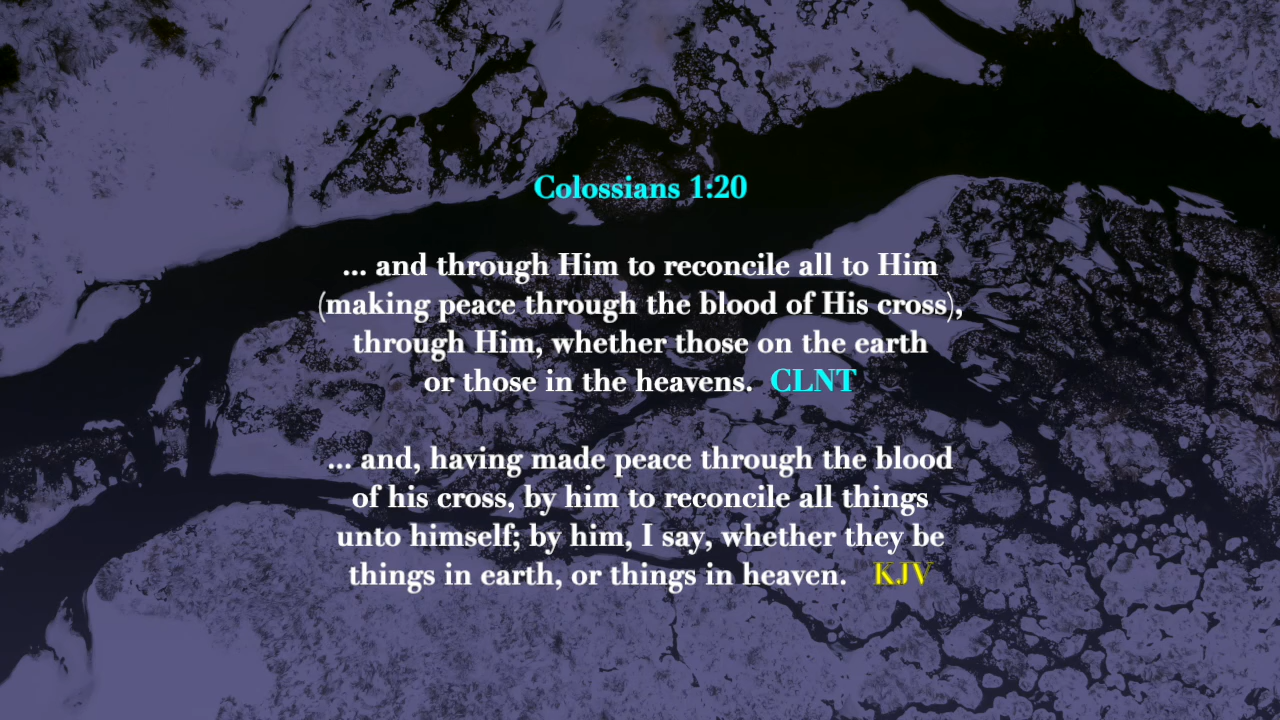 Colossians 1:20
... and through Him to reconcile all to Him
(making peace through the blood of His cross),
through Him, whether those on the earth
or those in the heavens. CLNT
... and, having made peace through the blood
of his cross, by him to reconcile all things
unto himself; by him, I say, whether they be
things in earth, or things in heaven. KJV